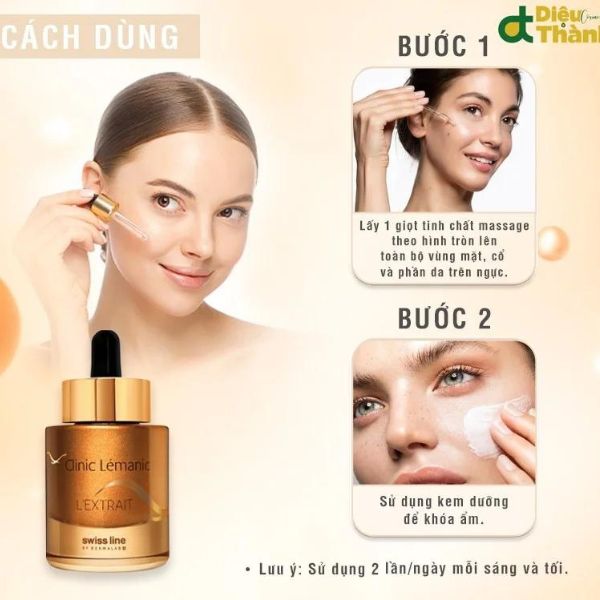 CÁCH DÙNG
Diệu
Thành
BƯỚC 1
Lấy 1 giọt tinh chất massage
theo hình tròn lên
toàn bộ vùng mặt, cổ
và phần da trên ngực.
BƯỚC 2
Sử dụng kem dưỡng
để khóa ẩm.
• Lưu ý: Sử dụng 2 lần/ngày mỗi sáng và tối.
Clinic Lémanic
L'EXTRAIT
swiss line
BY DERMALAB